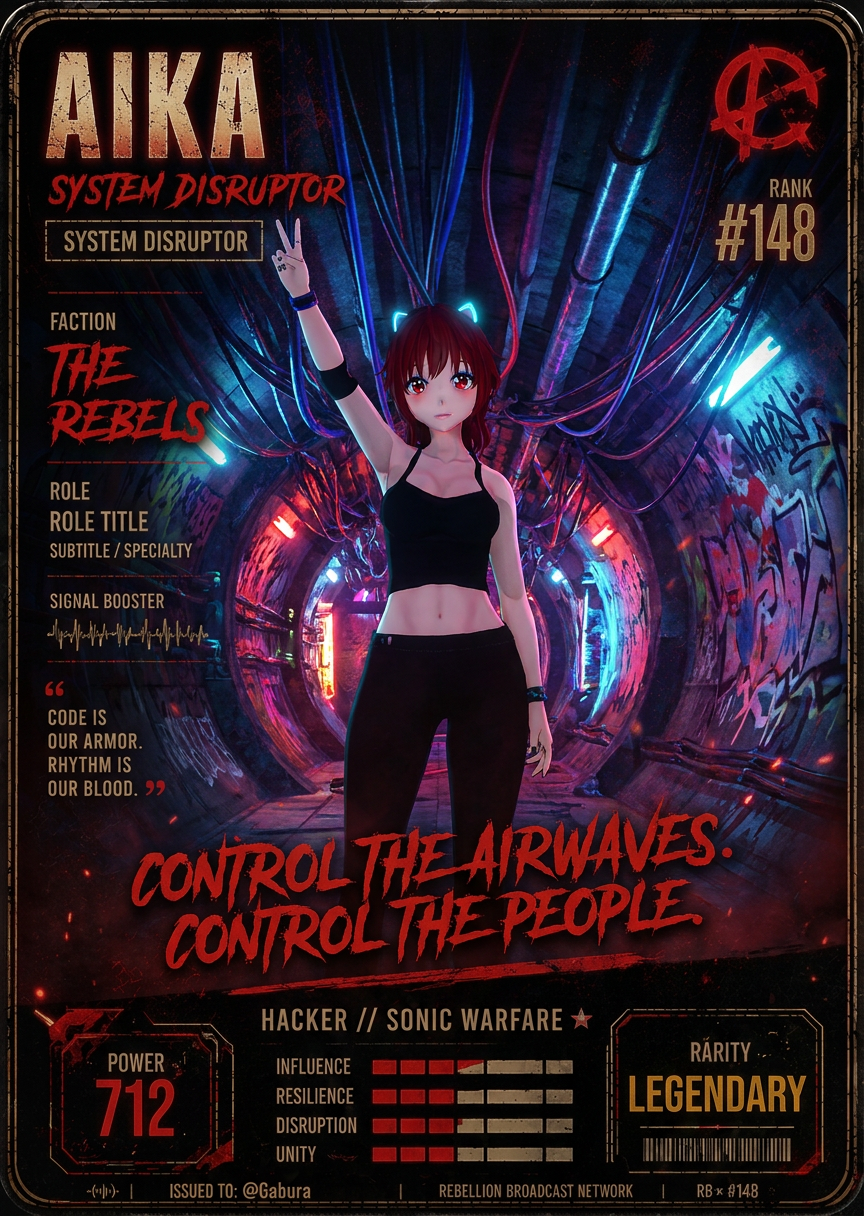 AIKA
SYSTEM DISRUPTOR
SYSTEM DISRUPTOR
RANK
#148
FACTION
THE
REBELS
ROLE
ROLE TITLE
SUBTITLE / SPECIALTY
SIGNAL BOOSTER
“
CODE IS
OUR ARMOR.
RHYTHM IS
OUR BLOOD. ”
CONTROL THE AIRWAVES.
CONTROL THE PEOPLE.
HACKER // SONIC WARFARE
POWER
712
INFLUENCE
RESILIENCE
DISRUPTION
UNITY
RARITY
LEGENDARY
ISSUED TO: @Gabura | REBELLION BROADCAST NETWORK | RB × #148